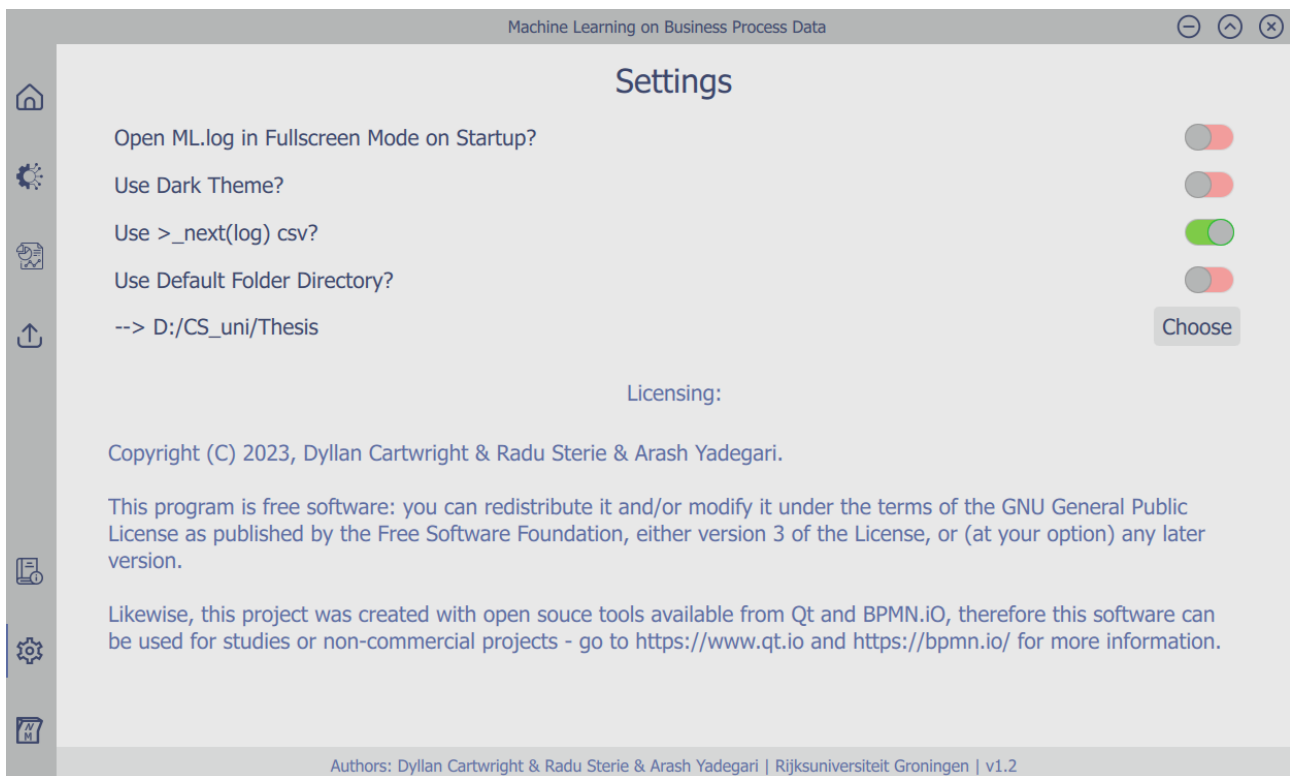 Machine Learning on Business Process Data
Settings
Open ML.log in Fullscreen Mode on Startup?
Use Dark Theme?
Use >_next(log) csv?
Use Default Folder Directory?
--> D:/CS_uni/Thesis
Choose
Licensing:
Copyright (C) 2023, Dyllan Cartwright & Radu Sterie & Arash Yadegari.
This program is free software: you can redistribute it and/or modify it under the terms of the GNU General Public
License as published by the Free Software Foundation, either version 3 of the License, or (at your option) any later
version.
Likewise, this project was created with open souce tools available from Qt and BPMN.iO, therefore this software can
be used for studies or non-commercial projects - go to https://www.qt.io and https://bpmn.io/ for more information.
N
M
Authors: Dyllan Cartwright & Radu Sterie & Arash Yadegari | Rijksuniversiteit Groningen | v1.2